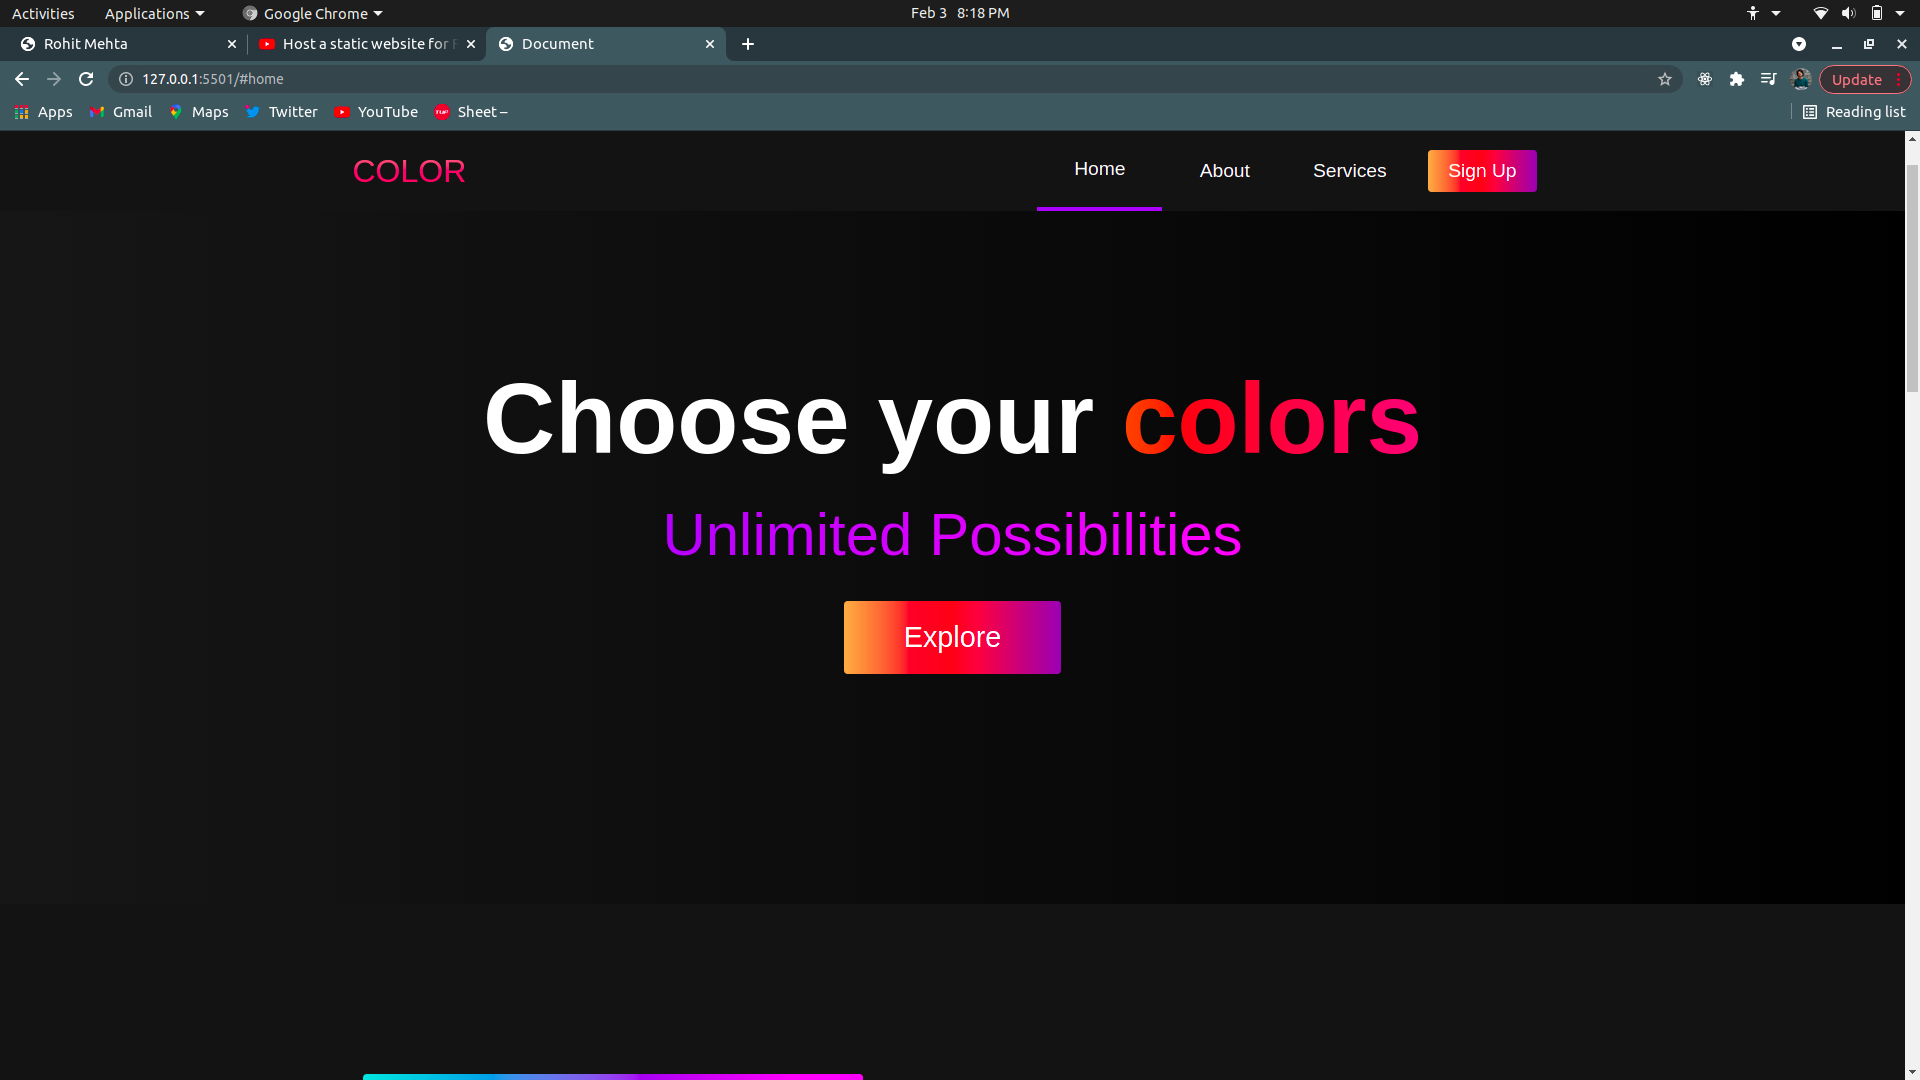 Activities Applications Google Chrome Feb 3 8:18 PM
Rohit Mehta Host a static website for Document
127.0.0.1:5501/#home Update
Apps Gmail Maps Twitter YouTube Sheet – Reading list
COLOR Home About Services Sign Up
Choose your colors
Unlimited Possibilities
Explore